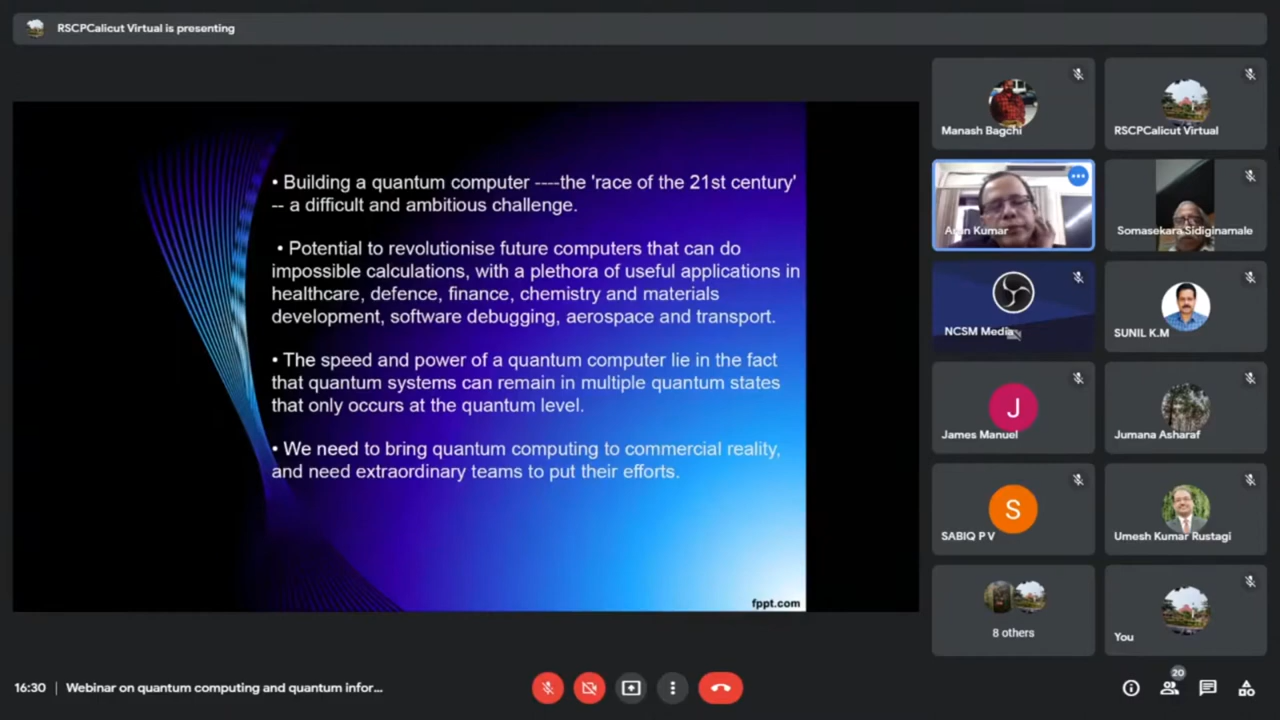 RSCPCalicut Virtual is presenting
• Building a quantum computer ----the 'race of the 21st century'
-- a difficult and ambitious challenge.
• Potential to revolutionise future computers that can do
impossible calculations, with a plethora of useful applications in
healthcare, defence, finance, chemistry and materials
development, software debugging, aerospace and transport.
• The speed and power of a quantum computer lie in the fact
that quantum systems can remain in multiple quantum states
that only occurs at the quantum level.
• We need to bring quantum computing to commercial reality,
and need extraordinary teams to put their efforts.
fppt.com
Manash Bagchi
RSCPCalicut Virtual
Arun Kumar
Somasekara Sidiginamale
NCSM Media
SUNIL K.M
J
James Manuel
Jumana Asharaf
S
SABIQ P V
Umesh Kumar Rustagi
8 others
You
16:30 | Webinar on quantum computing and quantum infor...
20